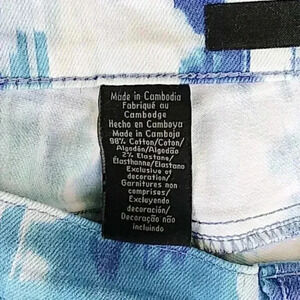 Made in Cambodia
Fabriqué au
Cambodge
Hecho en Camboya
Made in Camboja
98% Cotton/Coton/
Algodón/Algodão
2% Elastane/
Élasthanne/Elastano
Exclusive of
decoration/
Garnitures non
comprises/
Excluyendo
decoración/
Decoração não
incluindo